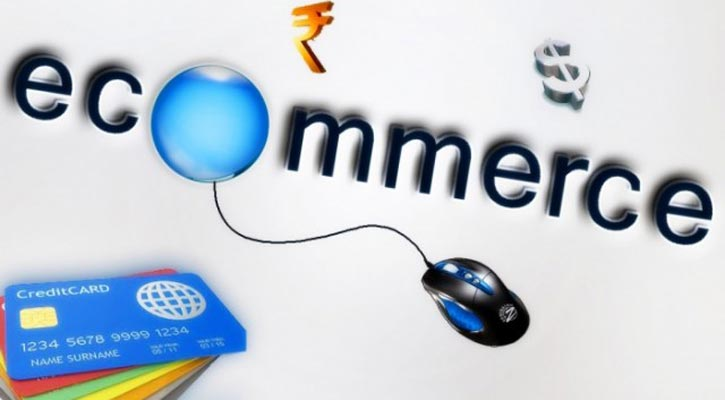 ₹
$
ecommerce
CreditCARD
1234 5678 9999 1234
NAME SURNAME